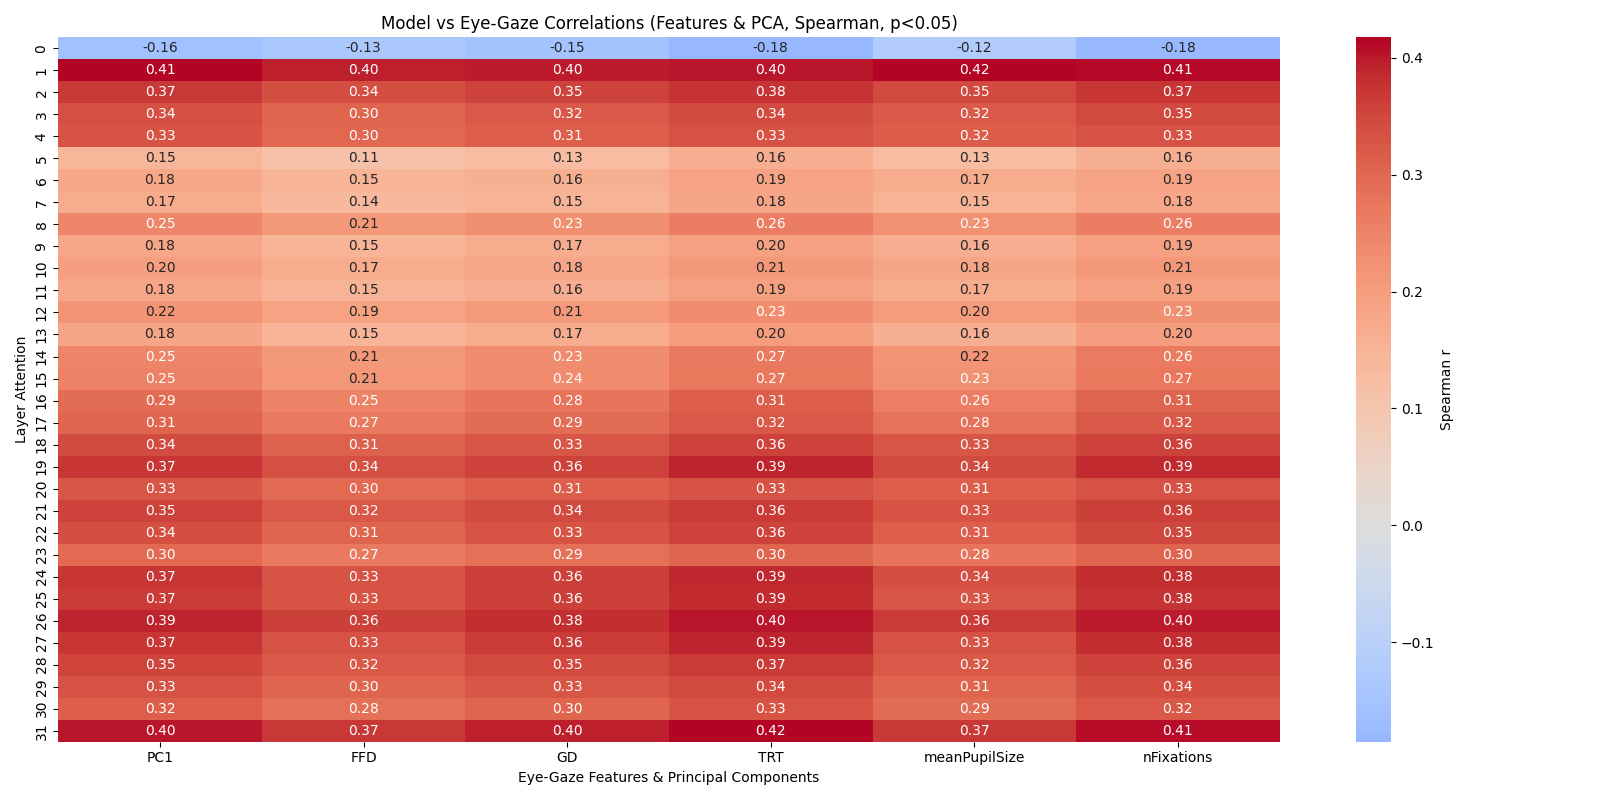 Model vs Eye-Gaze Correlations (Features & PCA, Spearman, p<0.05)
0 -0.16 -0.13 -0.15 -0.18 -0.12 -0.18
1 0.41 0.40 0.40 0.40 0.42 0.41
2 0.37 0.34 0.35 0.38 0.35 0.37
3 0.34 0.30 0.32 0.34 0.32 0.35
4 0.33 0.30 0.31 0.33 0.32 0.33
5 0.15 0.11 0.13 0.16 0.13 0.16
6 0.18 0.15 0.16 0.19 0.17 0.19
7 0.17 0.14 0.15 0.18 0.15 0.18
8 0.25 0.21 0.23 0.26 0.23 0.26
9 0.18 0.15 0.17 0.20 0.16 0.19
10 0.20 0.17 0.18 0.21 0.18 0.21
11 0.18 0.15 0.16 0.19 0.17 0.19
12 0.22 0.19 0.21 0.23 0.20 0.23
13 0.18 0.15 0.17 0.20 0.16 0.20
14 0.25 0.21 0.23 0.27 0.22 0.26
15 0.25 0.21 0.24 0.27 0.23 0.27
16 0.29 0.25 0.28 0.31 0.26 0.31
17 0.31 0.27 0.29 0.32 0.28 0.32
18 0.34 0.31 0.33 0.36 0.33 0.36
19 0.37 0.34 0.36 0.39 0.34 0.39
20 0.33 0.30 0.31 0.33 0.31 0.33
21 0.35 0.32 0.34 0.36 0.33 0.36
22 0.34 0.31 0.33 0.36 0.31 0.35
23 0.30 0.27 0.29 0.30 0.28 0.30
24 0.37 0.33 0.36 0.39 0.34 0.38
25 0.37 0.33 0.36 0.39 0.33 0.38
26 0.39 0.36 0.38 0.40 0.36 0.40
27 0.37 0.33 0.36 0.39 0.33 0.38
28 0.35 0.32 0.35 0.37 0.32 0.36
29 0.33 0.30 0.33 0.34 0.31 0.34
30 0.32 0.28 0.30 0.33 0.29 0.32
31 0.40 0.37 0.40 0.42 0.37 0.41
PC1 FFD GD TRT meanPupilSize nFixations
Eye-Gaze Features & Principal Components
Layer Attention
0.4
0.3
0.2
0.1
0.0
−0.1
Spearman r